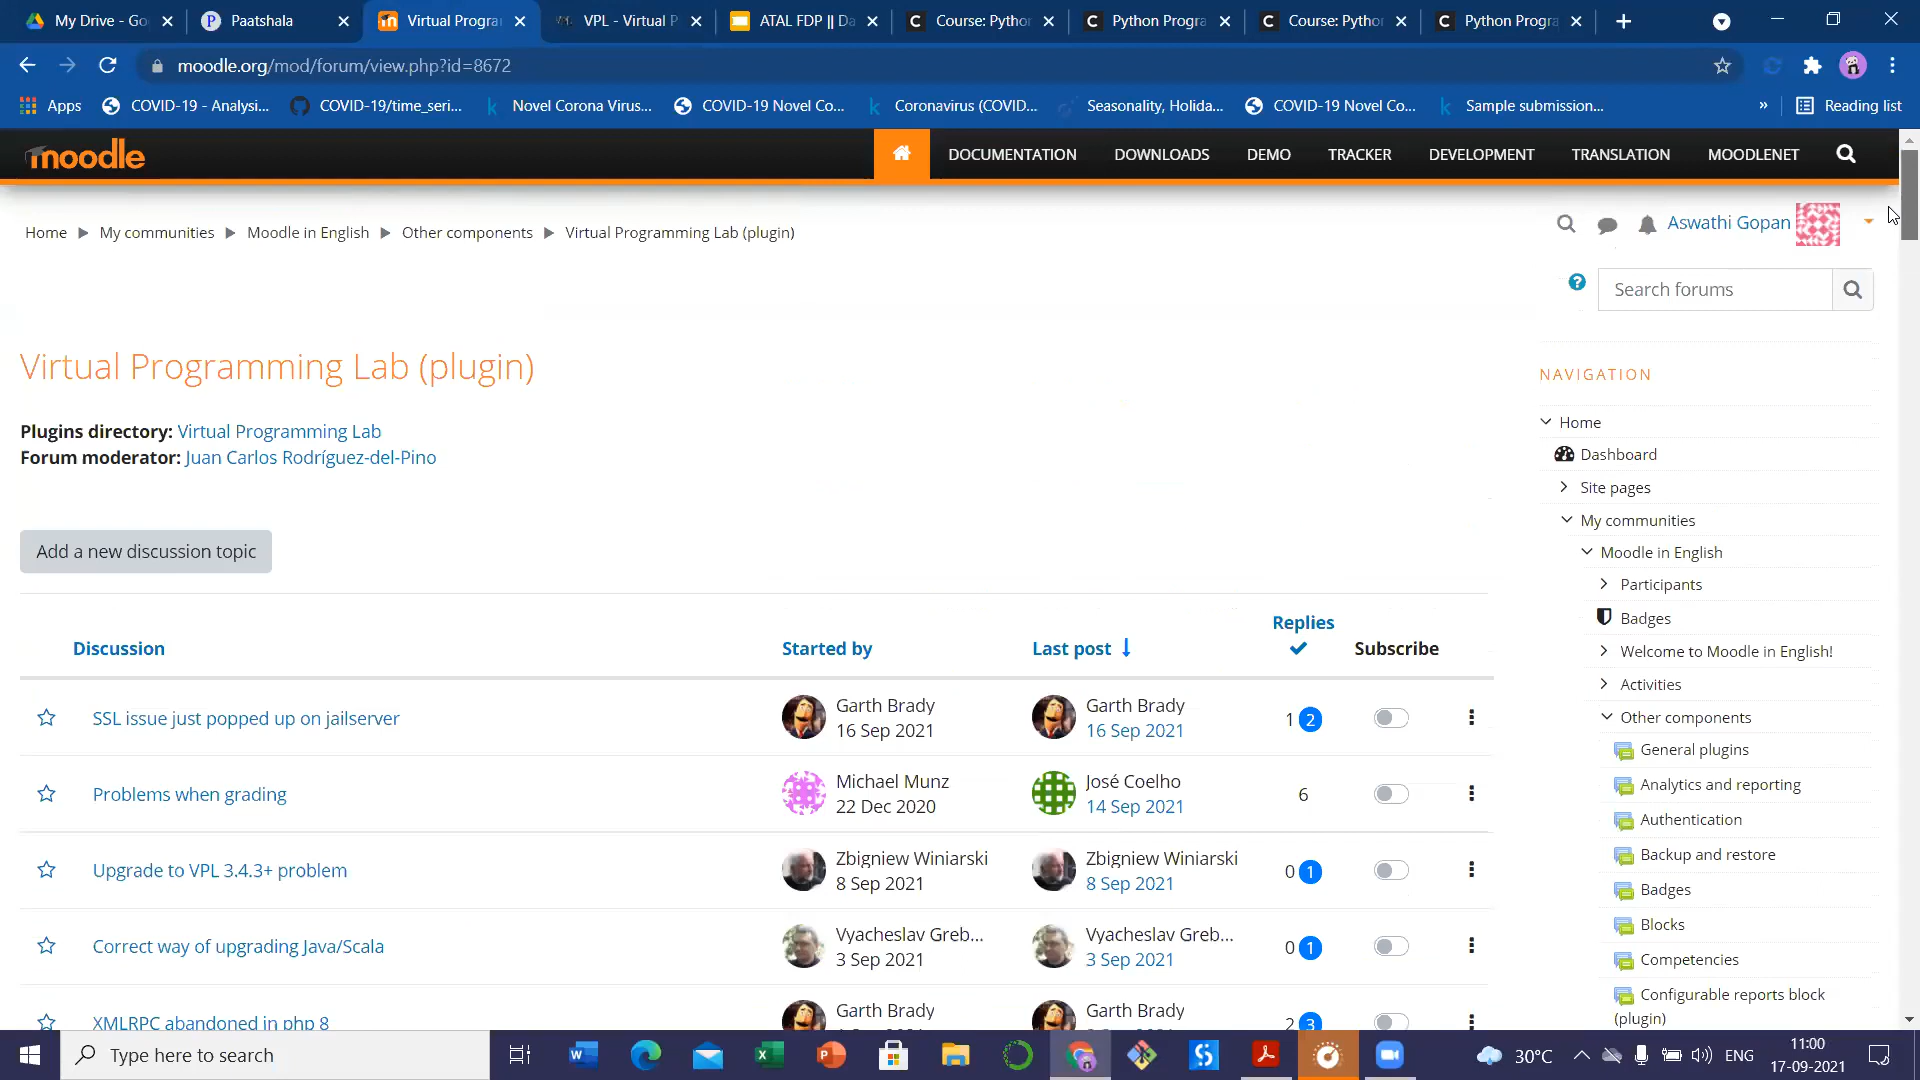 My Drive - Go
Paatshala
Virtual Progra
VPL - Virtual P
ATAL FDP || Da
Course: Pytho
Python Progra
Course: Pytho
Python Progra
moodle.org/mod/forum/view.php?id=8672
Apps
COVID-19 - Analysi...
COVID-19/time_seri...
Novel Corona Virus...
COVID-19 Novel Co...
Coronavirus (COVID...
Seasonality, Holida...
COVID-19 Novel Co...
Sample submission...
»
Reading list
moodle
DOCUMENTATION
DOWNLOADS
DEMO
TRACKER
DEVELOPMENT
TRANSLATION
MOODLENET
Home
My communities
Moodle in English
Other components
Virtual Programming Lab (plugin)
Aswathi Gopan
Search forums
Virtual Programming Lab (plugin)
Plugins directory: Virtual Programming Lab
Forum moderator: Juan Carlos Rodríguez-del-Pino
Add a new discussion topic
Discussion
Started by
Last post
Replies
Subscribe
SSL issue just popped up on jailserver
Garth Brady
16 Sep 2021
Garth Brady
16 Sep 2021
1 2
Problems when grading
Michael Munz
22 Dec 2020
José Coelho
14 Sep 2021
6
Upgrade to VPL 3.4.3+ problem
Zbigniew Winiarski
8 Sep 2021
Zbigniew Winiarski
8 Sep 2021
0 1
Correct way of upgrading Java/Scala
Vyacheslav Greb...
3 Sep 2021
Vyacheslav Greb...
3 Sep 2021
0 1
XMLRPC abandoned in php 8
Garth Brady
Garth Brady
2 3
NAVIGATION
Home
Dashboard
Site pages
My communities
Moodle in English
Participants
Badges
Welcome to Moodle in English!
Activities
Other components
General plugins
Analytics and reporting
Authentication
Backup and restore
Badges
Blocks
Competencies
Configurable reports block
(plugin)
Type here to search
30°C
ENG
11:00
17-09-2021